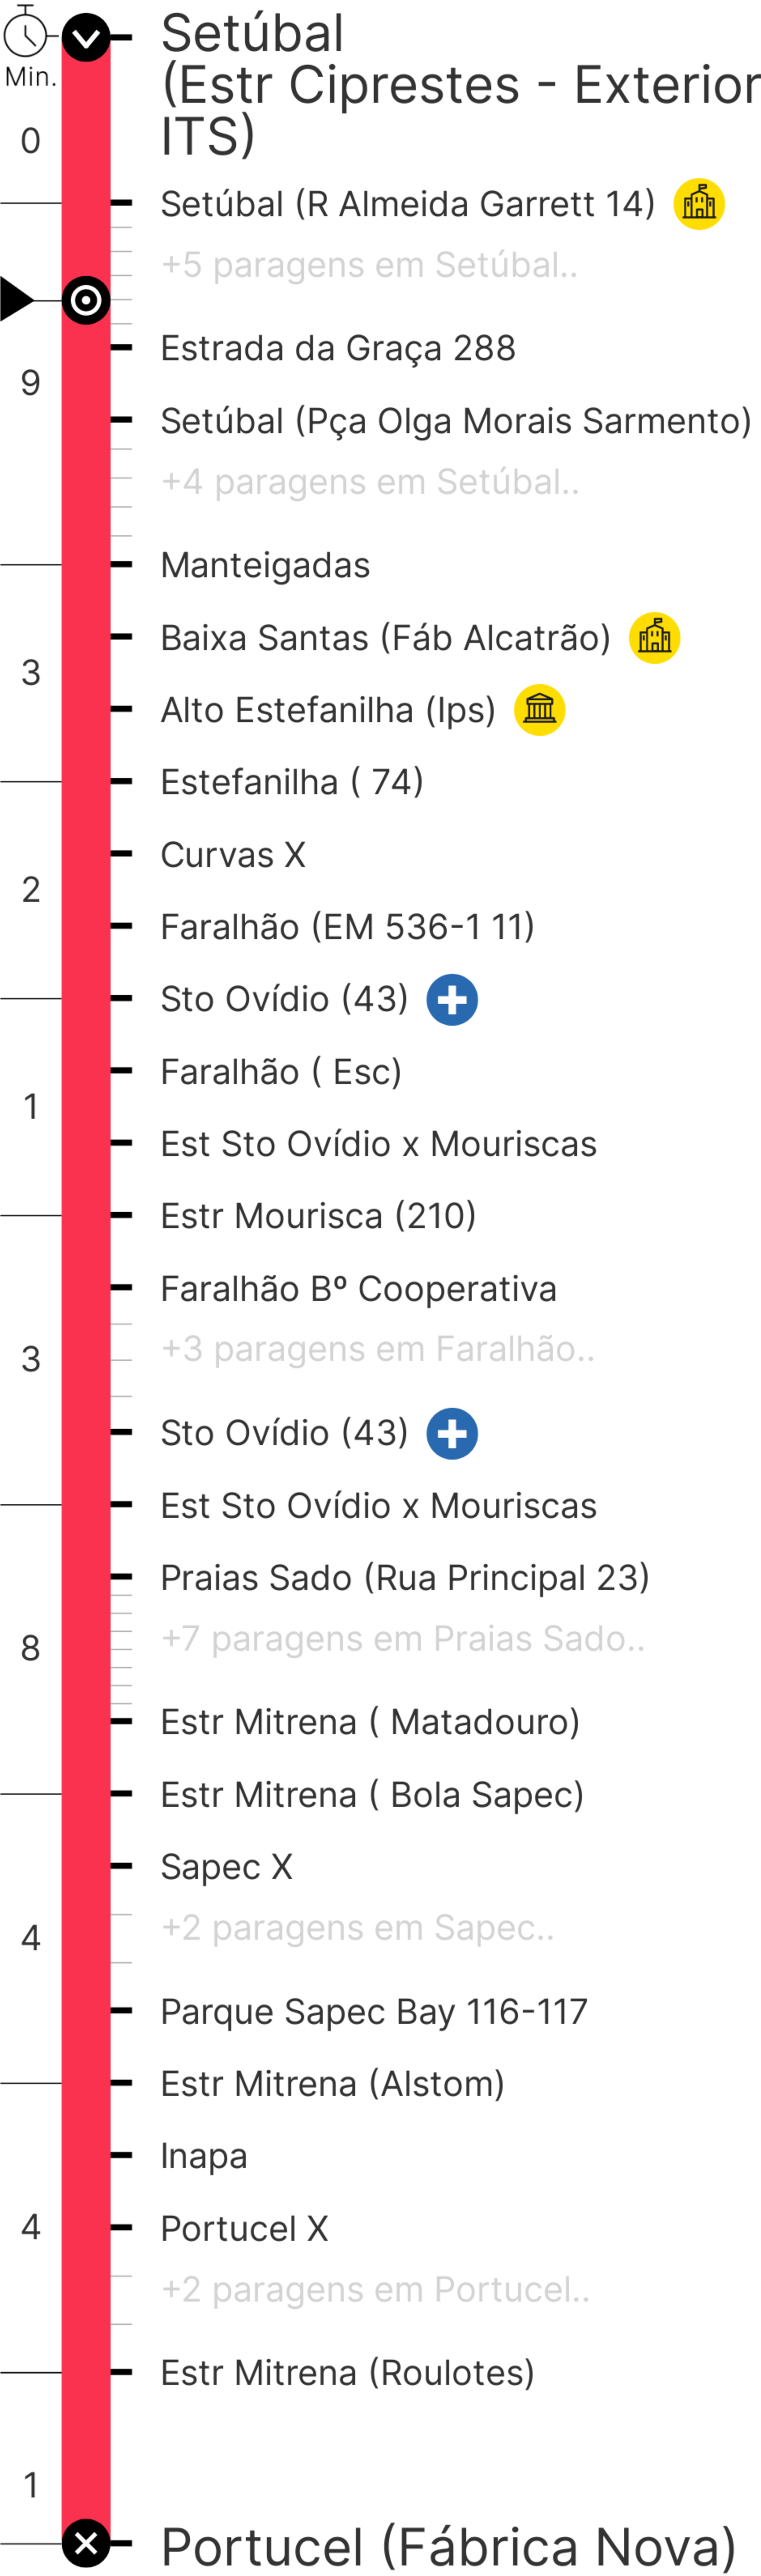 Setúbal
(Estr Ciprestes - Exterior
ITS)
Min.
0
Setúbal (R Almeida Garrett 14)
+5 paragens em Setúbal..
Estrada da Graça 288
9
Setúbal (Pça Olga Morais Sarmento)
+4 paragens em Setúbal..
Manteigadas
Baixa Santas (Fáb Alcatrão)
3
Alto Estefanilha (Ips)
Estefanilha ( 74)
Curvas X
2
Faralhão (EM 536-1 11)
Sto Ovídio (43)
Faralhão ( Esc)
1
Est Sto Ovídio x Mouriscas
Estr Mourisca (210)
Faralhão Bº Cooperativa
+3 paragens em Faralhão..
3
Sto Ovídio (43)
Est Sto Ovídio x Mouriscas
Praias Sado (Rua Principal 23)
+7 paragens em Praias Sado..
8
Estr Mitrena ( Matadouro)
Estr Mitrena ( Bola Sapec)
Sapec X
+2 paragens em Sapec..
4
Parque Sapec Bay 116-117
Estr Mitrena (Alstom)
Inapa
4
Portucel X
+2 paragens em Portucel..
Estr Mitrena (Roulotes)
1
Portucel (Fábrica Nova)